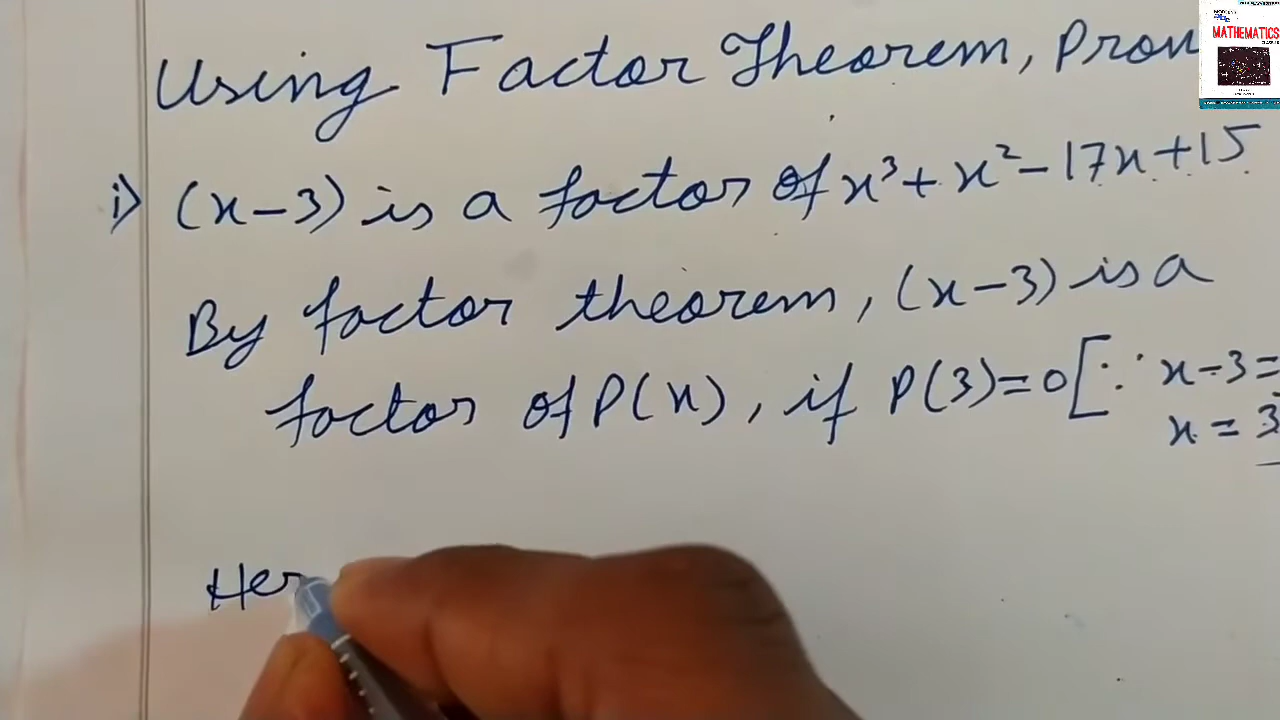 Using Factor Theorem, Prov
i) (x-3) is a factor of x³+x²-17x+15
By factor theorem, (x-3) is a
factor of P(x), if P(3)=0 [∵ x-3=
x=3
Her
MATHEMATICS